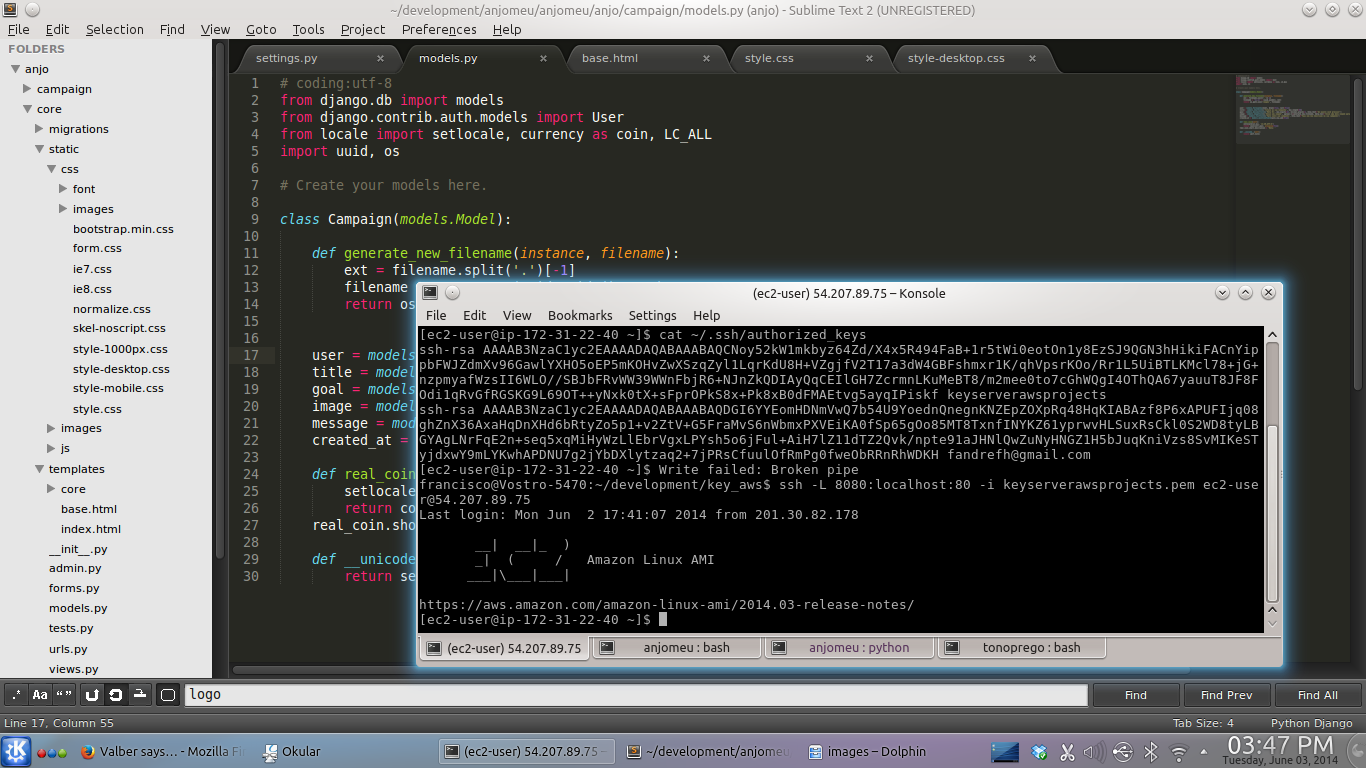 ~/development/anjomeu/anjomeu/anjo/campaign/models.py (anjo) - Sublime Text 2 (UNREGISTERED)
File Edit Selection Find View Goto Tools Project Preferences Help
FOLDERS
anjo
campaign
core
migrations
static
css
font
images
bootstrap.min.css
form.css
ie7.css
ie8.css
normalize.css
skel-noscript.css
style-1000px.css
style-desktop.css
style-mobile.css
style.css
images
js
templates
core
base.html
index.html
__init__.py
admin.py
forms.py
models.py
tests.py
urls.py
views.py
settings.py models.py base.html style.css style-desktop.css
1 # coding:utf-8
2 from django.db import models
3 from django.contrib.auth.models import User
4 from locale import setlocale, currency as coin, LC_ALL
5 import uuid, os
6
7 # Create your models here.
8
9 class Campaign(models.Model):
10
11 def generate_new_filename(instance, filename):
12 ext = filename.split('.')[-1]
13 filename
14 return os
15
16
17 user = models
18 title = model
19 goal = models
20 image = model
21 message = mod
22 created_at =
23
24 def real_coin
25 setlocale
26 return co
27 real_coin.sho
28
29 def __unicode
30 return se
(ec2-user) 54.207.89.75 – Konsole
File Edit View Bookmarks Settings Help
[ec2-user@ip-172-31-22-40 ~]$ cat ~/.ssh/authorized_keys
ssh-rsa AAAAB3NzaC1yc2EAAAADAQABAAABAQCNoy52kW1mkbyz64Zd/X4x5R494FaB+1r5tWi0eotOn1y8EzSJ9QGN3hHikiFACnYip
pbFWJZdmXv96GawlYXHO5oEP5mKOHvZwXSzqZyl1LqrKdU8H+VZgjfV2T17a3dW4GBFshmxr1K/qhVpsrKOo/Rr1L5UiBTLKMcl78+jG+
nzpmyafWzsII6WLO//SBJbFRvWW39WWnFbjR6+NJnZkQDIAyQqCEIlGH7ZcrmnLKuMeBT8/m2mee0to7cGhWQgI4OThQA67yauuT8JF8F
Odi1qRvGfRGSKG9L69OT++yNxk0tX+sFprOPkS8x+Pk8xB0dFMAEtvg5ayqIPiskf keyserverawsprojects
ssh-rsa AAAAB3NzaC1yc2EAAAADAQABAAABAQDGI6YYEomHDNmVwQ7b54U9YoednQnegnKNZEpZOXpRq48HqKIABAzf8P6xAPUFIjq08
ghZnX36AxaHqDnXHd6bRtyZo5p1+v2ZtV+G5FraMvS6nWbmxPXVEiKA0fSp65gOo85MT8TxnfINYKZ61yprwvHLSuxRsCkl0S2WD8tyLB
GYAgLNrFqE2n+seq5xqMiHyWzLlEbrVgxLPYsh5o6jFul+AiH7lZ11dTZ2Qvk/npte91aJHNlQwZuNyHNGZ1H5bJuqKniVzs8SvMIKeST
yjdxwY9mLYKwhAPDNU7g2jYbDXlytzaq2+7jPRsCfuulOfRmPg0fweObRRnRhWDKH fandrefh@gmail.com
[ec2-user@ip-172-31-22-40 ~]$ Write failed: Broken pipe
francisco@Vostro-5470:~/development/key_aws$ ssh -L 8080:localhost:80 -i keyserverawsprojects.pem ec2-use
r@54.207.89.75
Last login: Mon Jun  2 17:41:07 2014 from 201.30.82.178
__|  __|_  )
_|  (     /   Amazon Linux AMI
___|\___|___|
https://aws.amazon.com/amazon-linux-ami/2014.03-release-notes/
[ec2-user@ip-172-31-22-40 ~]$
(ec2-user) 54.207.89.75 anjomeu : bash anjomeu : python tonoprego : bash
.* Aa “” logo Find Find Prev Find All
Line 17, Column 55 Tab Size: 4 Python Django
Valber says... - Mozilla Fi Okular (ec2-user) 54.207.89.75 – ~/development/anjomeu images – Dolphin 03:47 PM
Tuesday, June 03, 2014